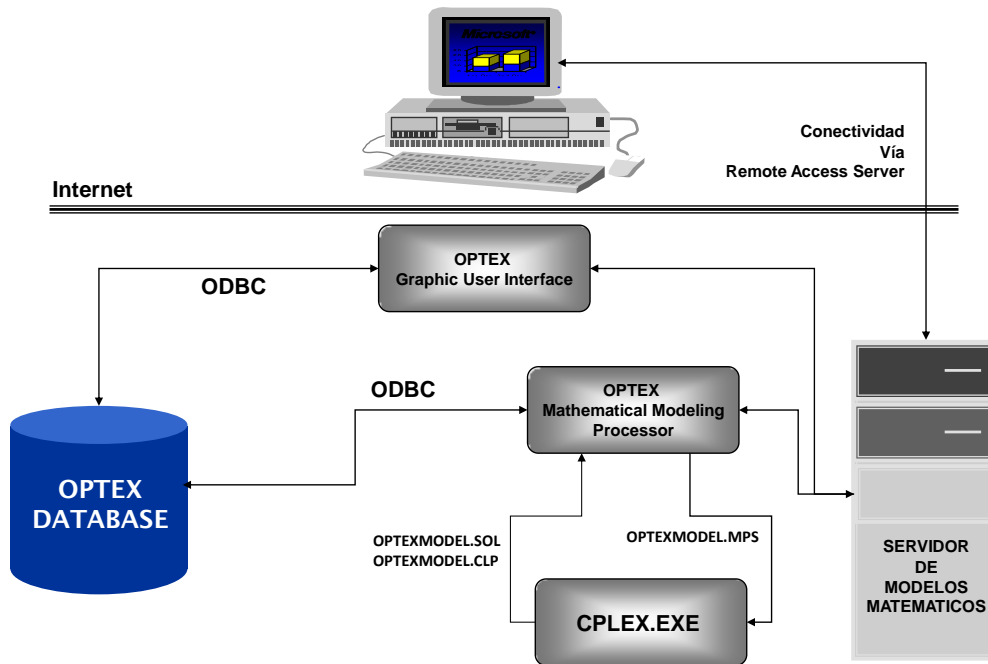 Microsoft
Conectividad
Vía
Remote Access Server
Internet
OPTEX
Graphic User Interface
ODBC
ODBC
OPTEX
Mathematical Modeling
Processor
OPTEX
DATABASE
OPTEXMODEL.SOL
OPTEXMODEL.CLP
OPTEXMODEL.MPS
SERVIDOR
DE
MODELOS
MATEMATICOS
CPLEX.EXE